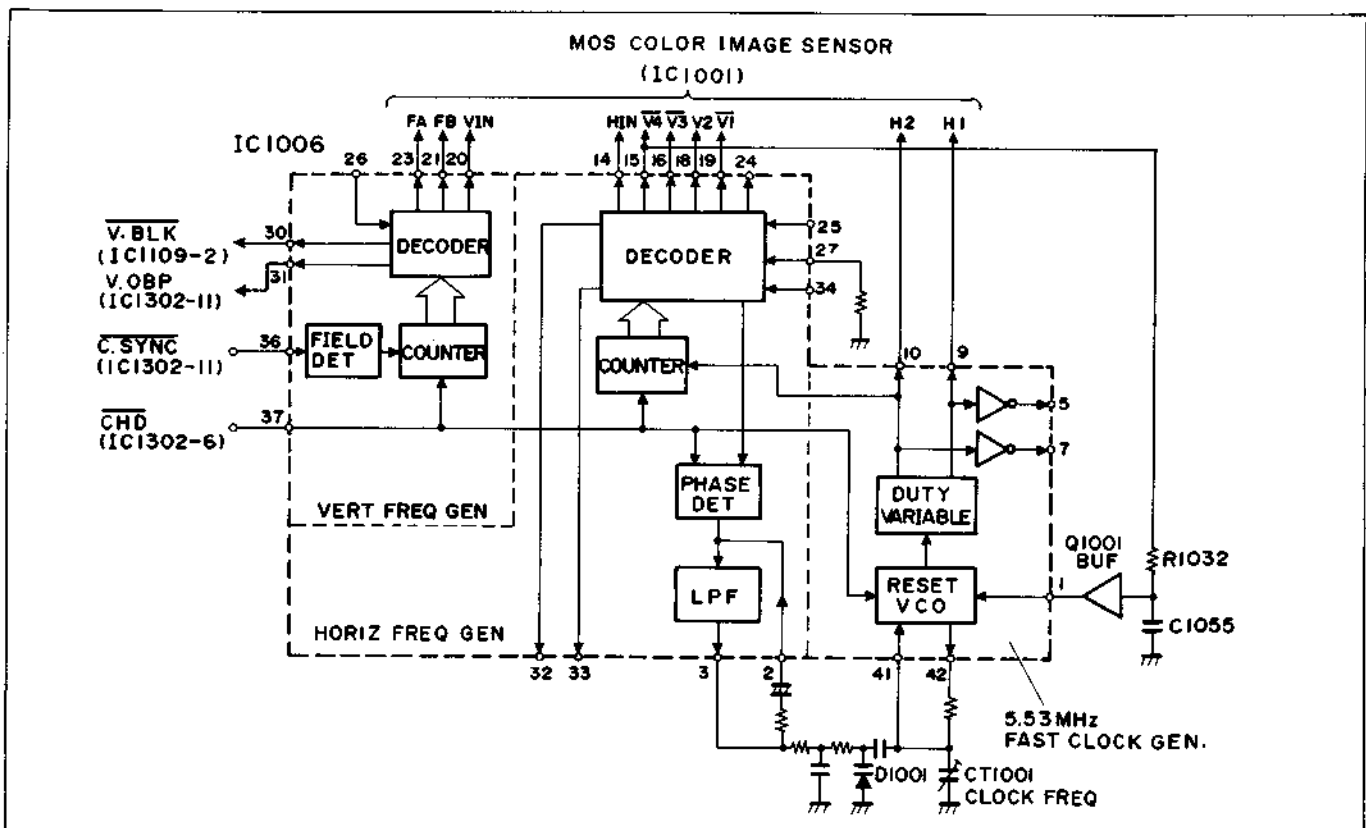 MOS COLOR IMAGE SENSOR
(IC1001)
FA FB VIN
HIN V4 V3 V2 V1
H2 H1
IC1006
26 23 21 20
14 15 16 18 19 24
V. BLK
(IC1109-2)
30
DECODER
DECODER
25
27
34
V. OBP
(IC1302-11)
31
C. SYNC
(IC1302-11)
36
FIELD
DET
COUNTER
COUNTER
10 9
5
7
CHD
(IC1302-6)
37
PHASE
DET
DUTY
VARIABLE
VERT FREQ GEN
Q1001
BUF
R1032
LPF
RESET
VCO
1
C1055
HORIZ FREQ GEN
32 33 3 2 41 42
5.53MHz
FAST CLOCK GEN.
D1001
CT1001
CLOCK FREQ